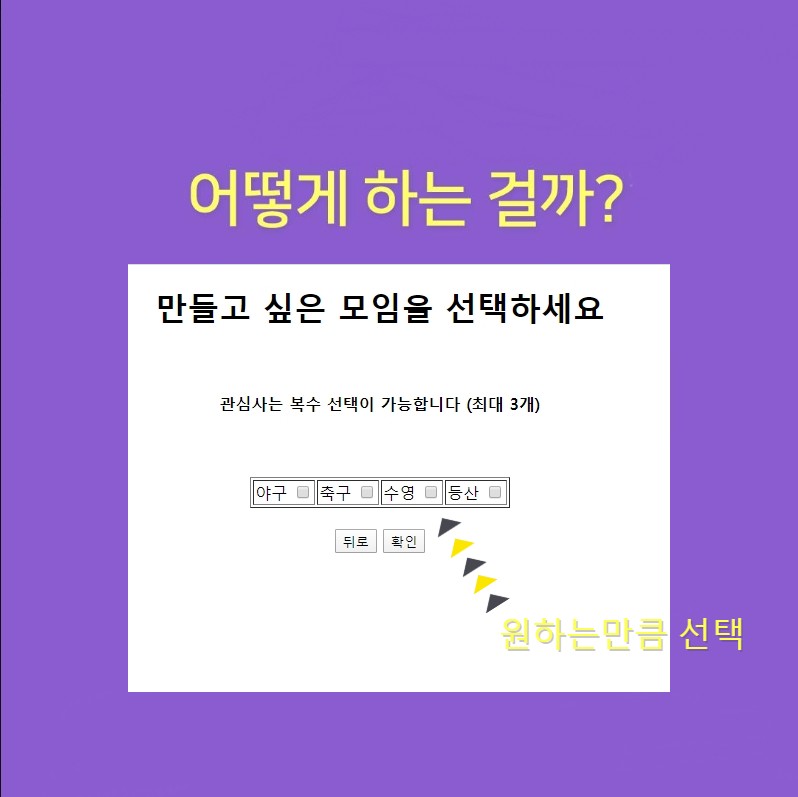 어떻게 하는 걸까?
만들고 싶은 모임을 선택하세요
관심사는 복수 선택이 가능합니다 (최대 3개)
야구 축구 수영 등산
뒤로 확인
원하는만큼 선택